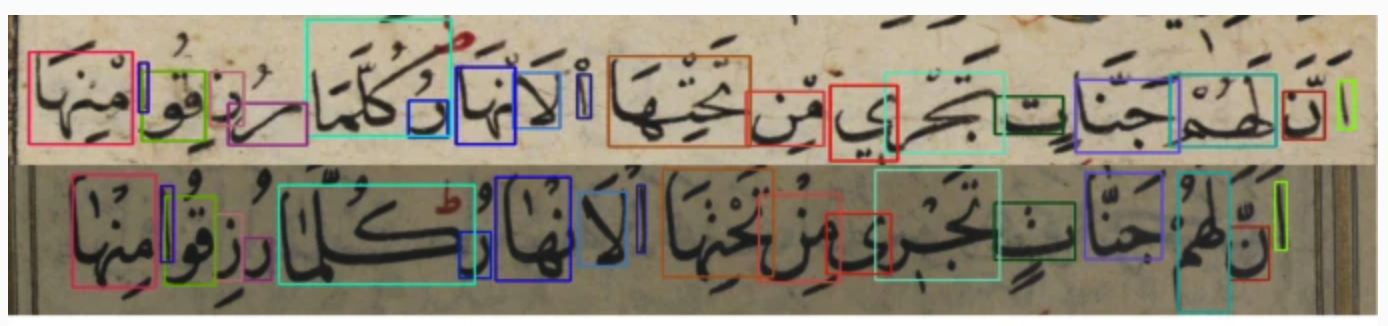 اَنَّ لَهُمْ جَنَّاتٍ تَجْرِي مِنْ تَحْتِهَا الْاَنْهَارُ ط كُلَّمَا رُزِقُوا مِنْهَا
اَنَّ لَهُمْ جَنَّاتٍ تَجْرِي مِنْ تَحْتِهَا الْاَنْهَارُ ط كُلَّمَا رُزِقُوا مِنْهَا